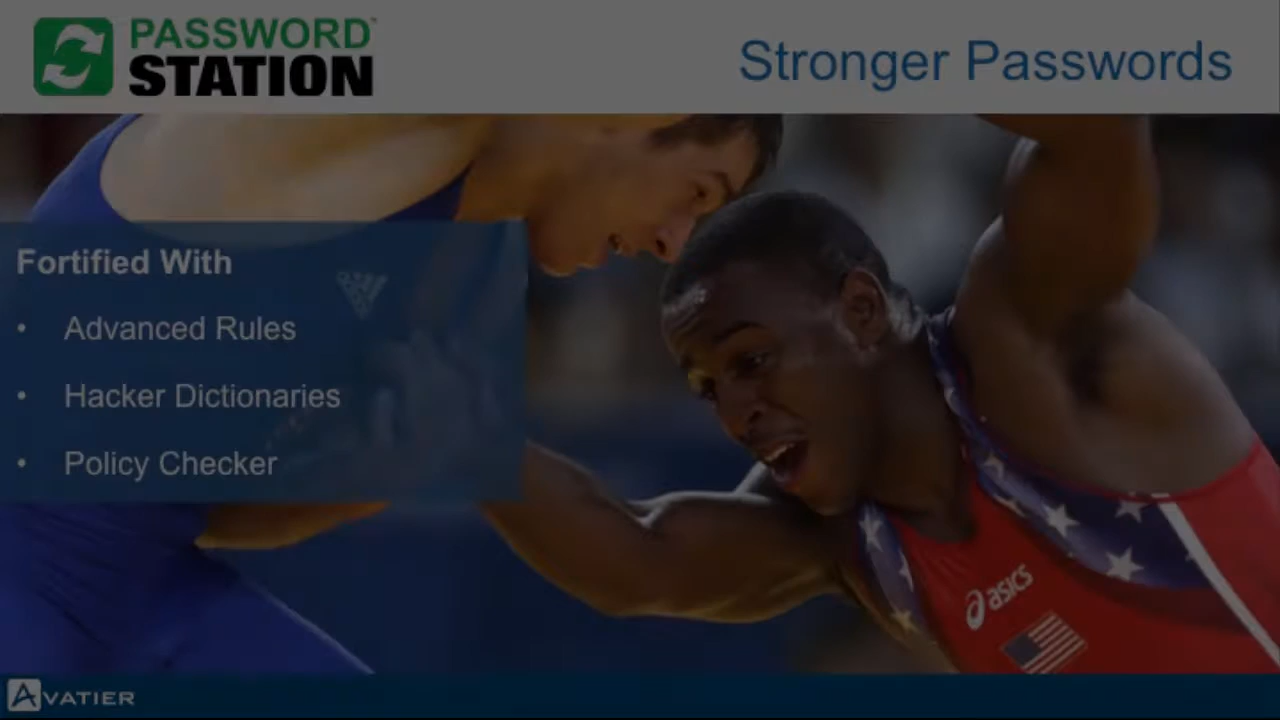 PASSWORD
STATION
Stronger Passwords
Fortified With
• Advanced Rules
• Hacker Dictionaries
• Policy Checker
asics
AVATIER